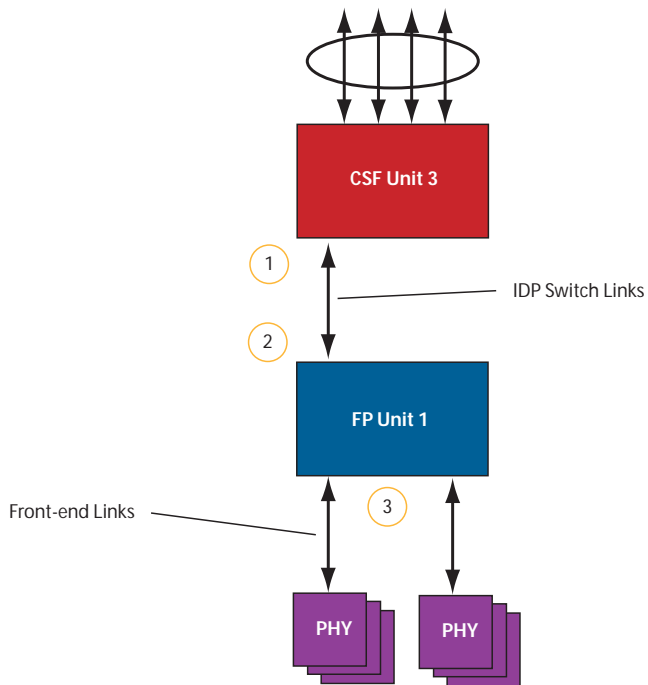 CSF Unit 3
1
IDP Switch Links
2
FP Unit 1
Front-end Links
3
PHY
PHY